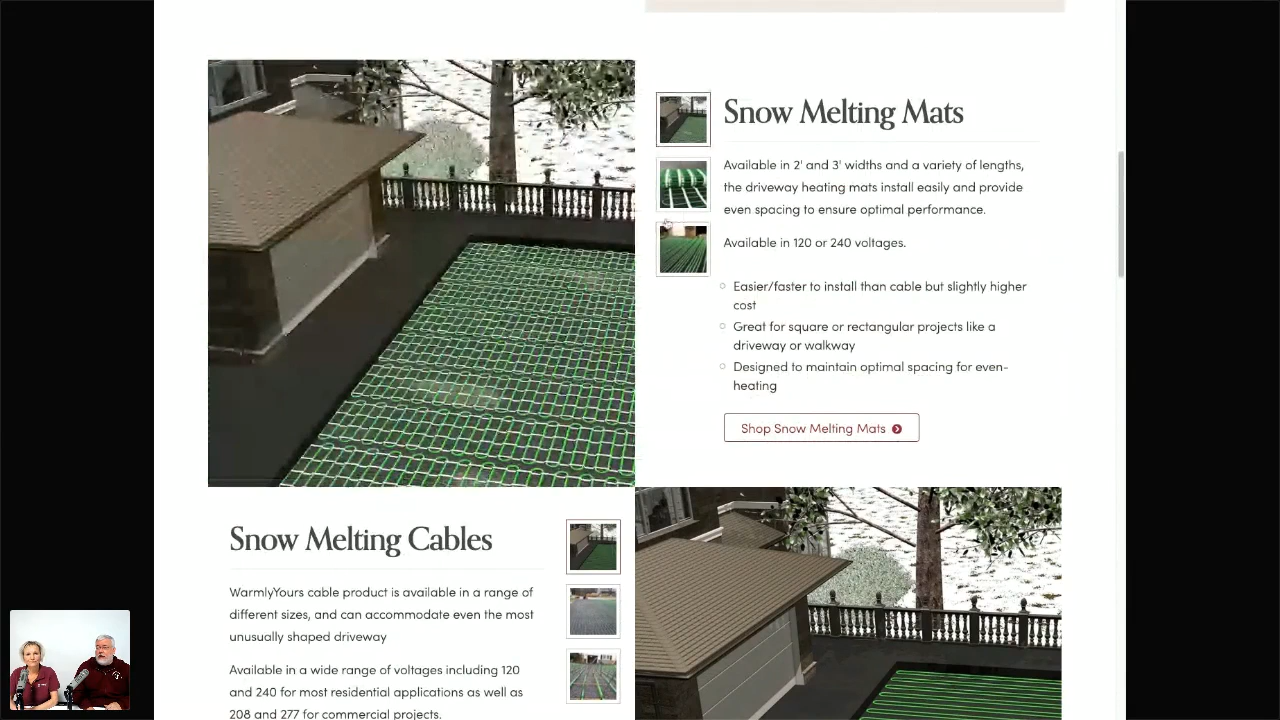 Snow Melting Mats
Available in 2' and 3' widths and a variety of lengths,
the driveway heating mats install easily and provide
even spacing to ensure optimal performance.
Available in 120 or 240 voltages.
Easier/faster to install than cable but slightly higher
cost
Great for square or rectangular projects like a
driveway or walkway
Designed to maintain optimal spacing for even-
heating
Shop Snow Melting Mats
Snow Melting Cables
WarmlyYours cable product is available in a range of
different sizes, and can accommodate even the most
unusually shaped driveway
Available in a wide range of voltages including 120
and 240 for most residential applications as well as
208 and 277 for commercial projects.